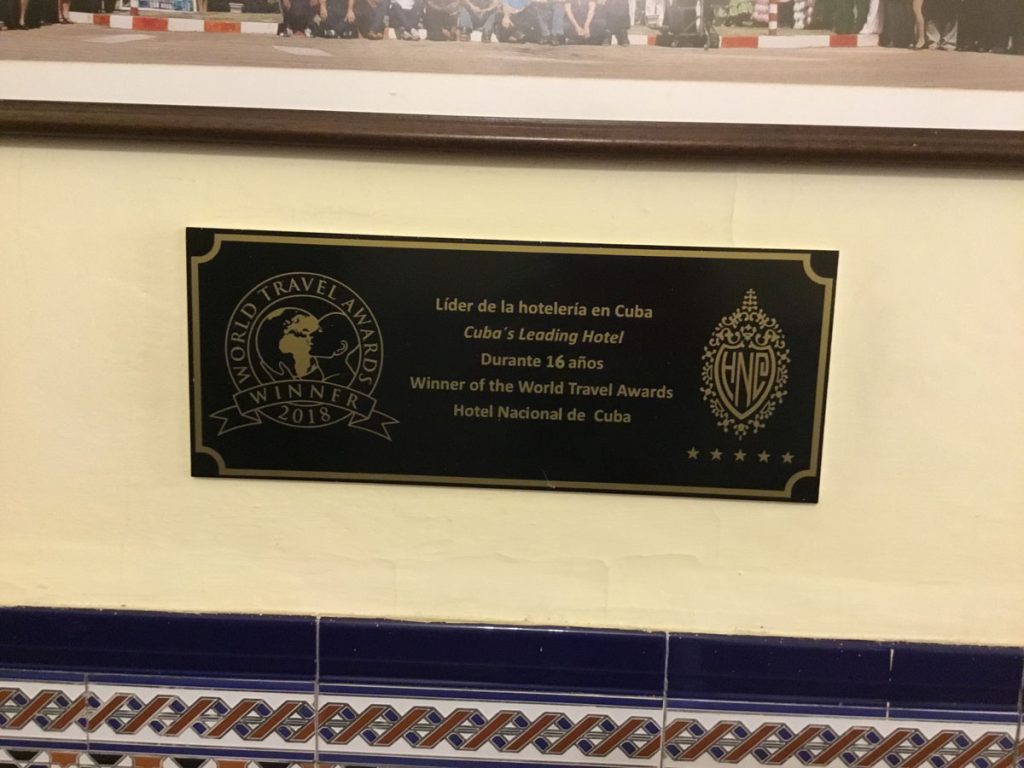 WORLD TRAVEL AWARDS
WINNER
2018
Líder de la hotelería en Cuba
Cuba´s Leading Hotel
Durante 16 años
Winner of the World Travel Awards
Hotel Nacional de Cuba
HNC